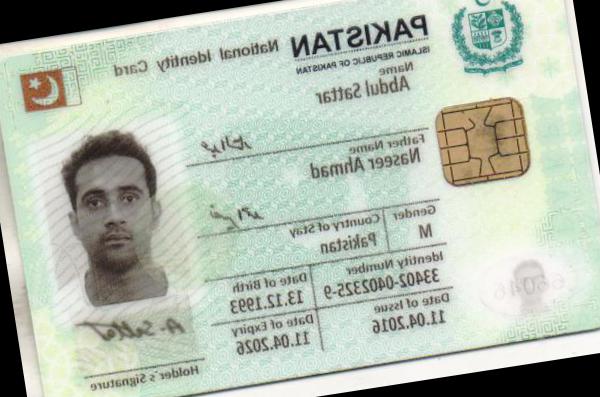 PAKISTAN National Identity Card
ISLAMIC REPUBLIC OF PAKISTAN
Name
Abdul Sattar
Father Name
Naseer Ahmad
Gender Country of Stay
M Pakistan
Identity Number Date of Birth
33402-0402325-9 13.12.1993
Date of Issue Date of Expiry
11.04.2016 11.04.2026
A. Sattar
Holder's Signature